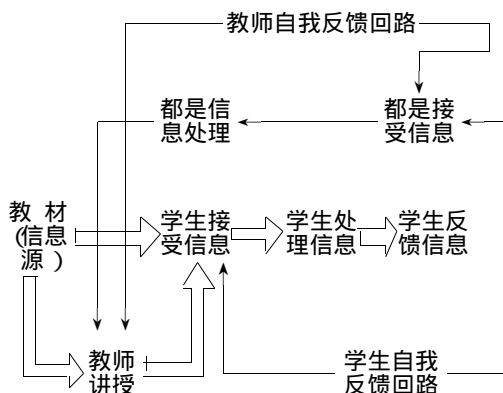 教师自我反馈回路
都是信
息处理
都是接
受信息
教 材
(信息
源 )
学生接
受信息
学生处
理信息
学生反
馈信息
教师
讲授
学生自我
反馈回路